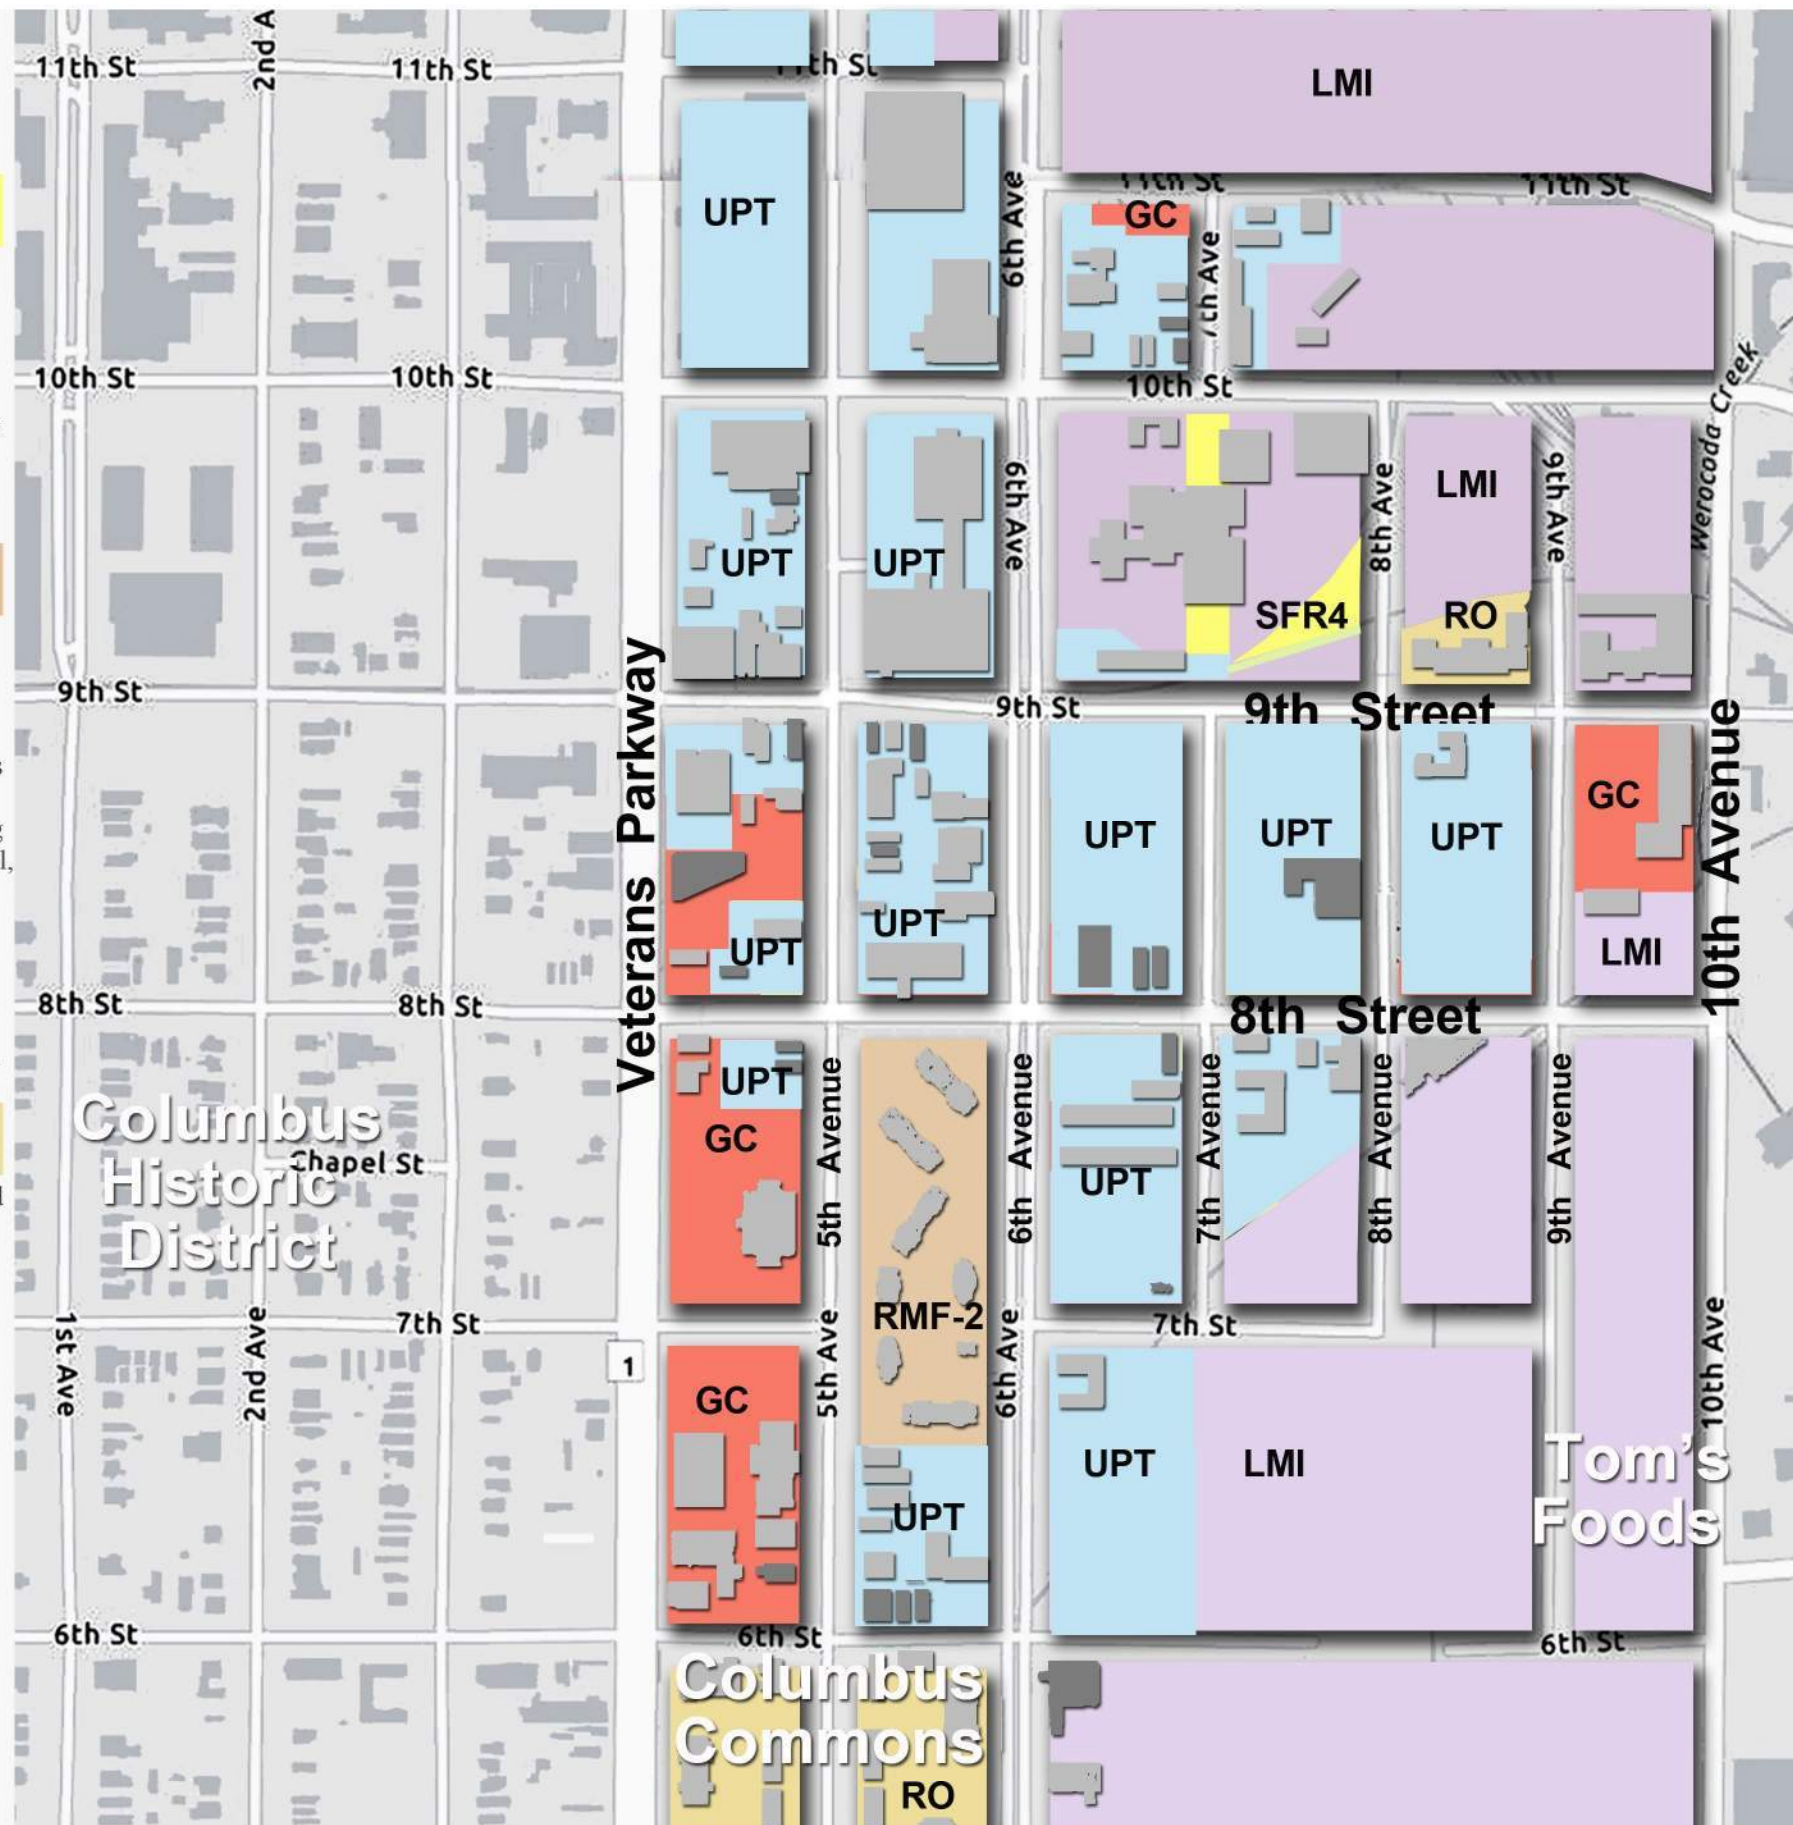 2nd A
11th St
11th St
11th St
LMI
11th St
11th St
UPT
6th Ave
GC
7th Ave
10th St
10th St
10th St
Werocoda Creek
6th Ave
8th Ave
LMI
9th Ave
UPT
UPT
SFR4
RO
9th St
Veterans Parkway
9th St
9th Street
10th Avenue
GC
UPT
UPT
UPT
l,
UPT
UPT
LMI
8th St
8th St
8th Street
UPT
GC
5th Avenue
6th Avenue
UPT
7th Avenue
8th Avenue
9th Avenue
Columbus
Historic
District
Chapel St
RMF-2
1st Ave
2nd Ave
7th St
1
5th Ave
6th Ave
7th St
10th Ave
GC
UPT
LMI
Tom's
Foods
UPT
6th St
6th St
6th St
Columbus
Commons
RO